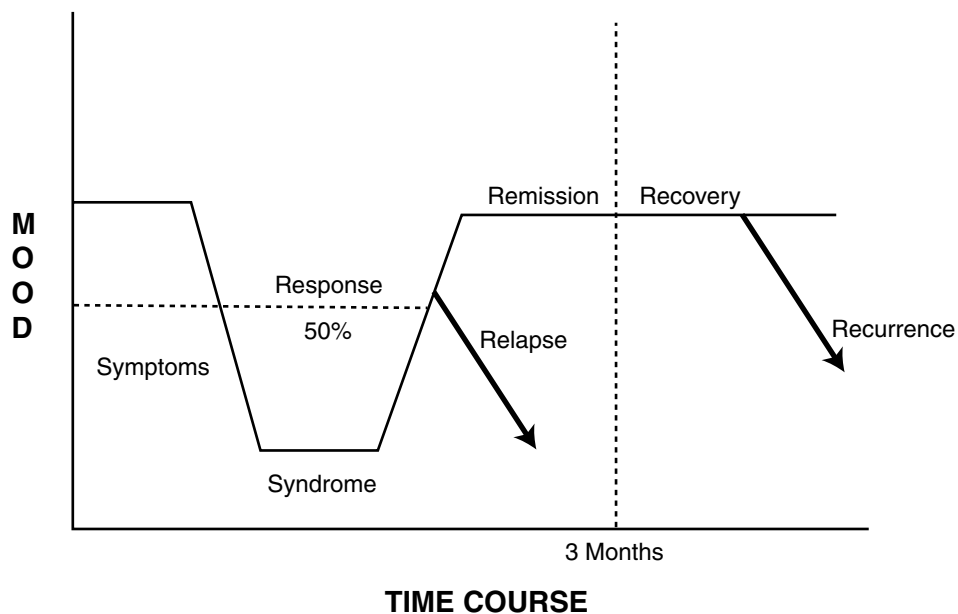 Remission
Recovery
M
O
O
D
Response
50%
Relapse
Recurrence
Symptoms
Syndrome
3 Months
TIME COURSE